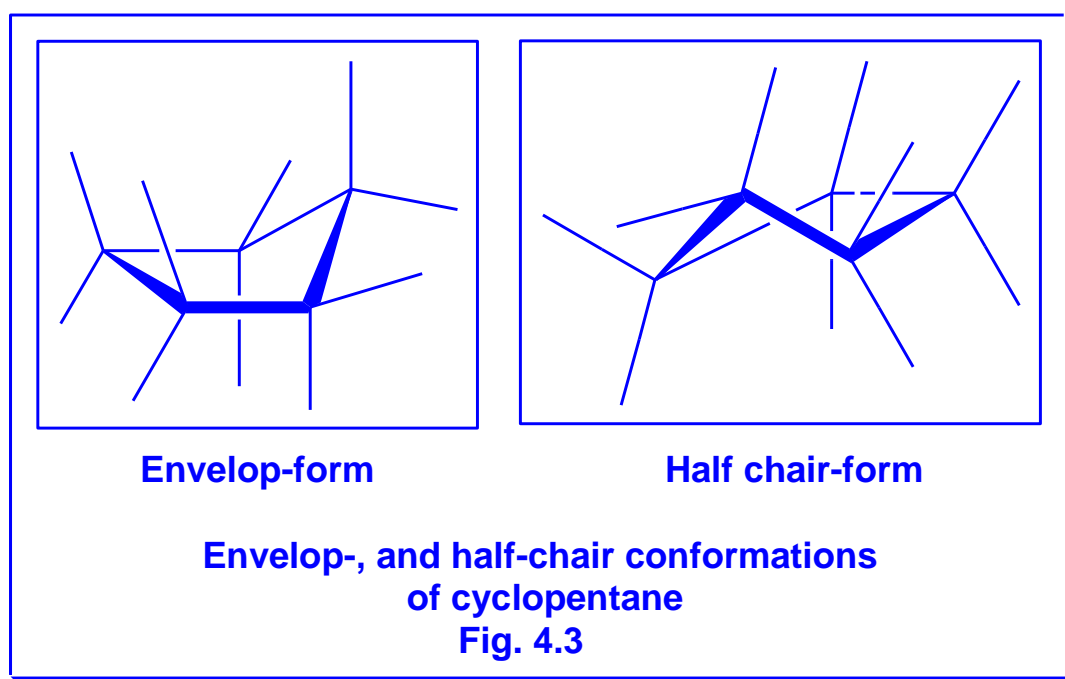 Envelop-form
Half chair-form
Envelop-, and half-chair conformations
of cyclopentane
Fig. 4.3